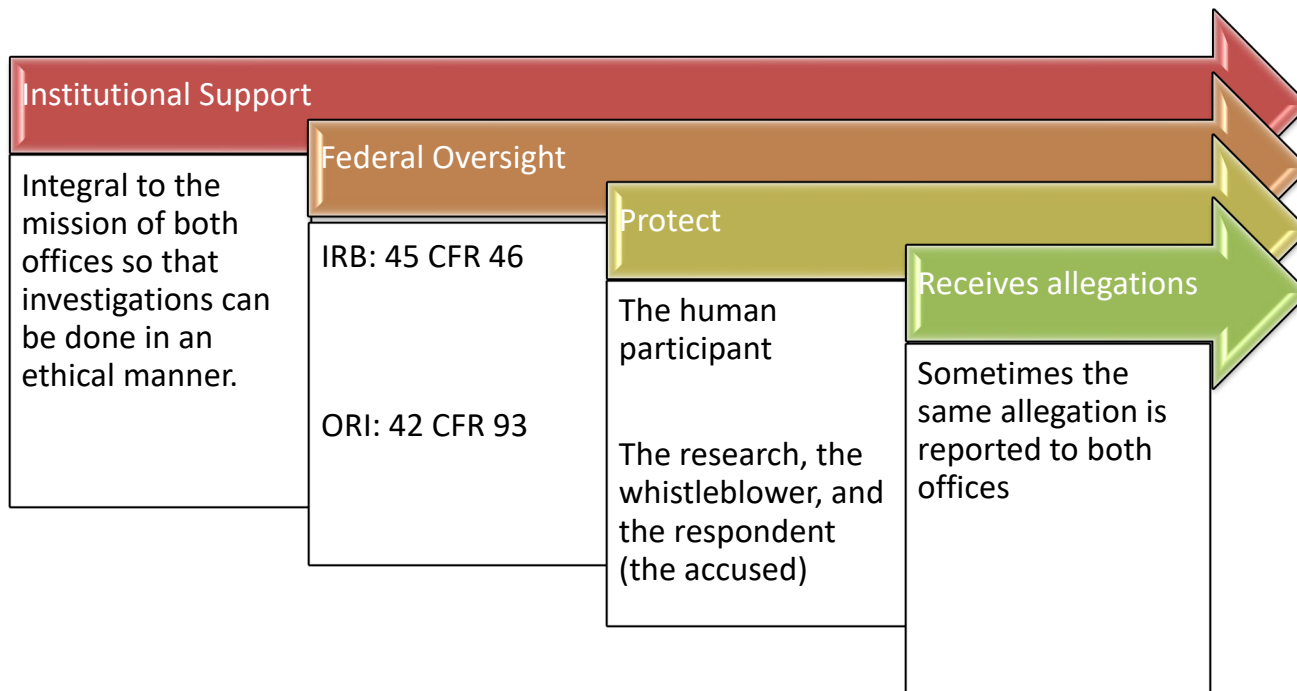 Institutional Support
Integral to the
mission of both
offices so that
investigations can
be done in an
ethical manner.
Federal Oversight
IRB: 45 CFR 46
ORI: 42 CFR 93
Protect
The human
participant
The research, the
whistleblower, and
the respondent
(the accused)
Receives allegations
Sometimes the
same allegation is
reported to both
offices